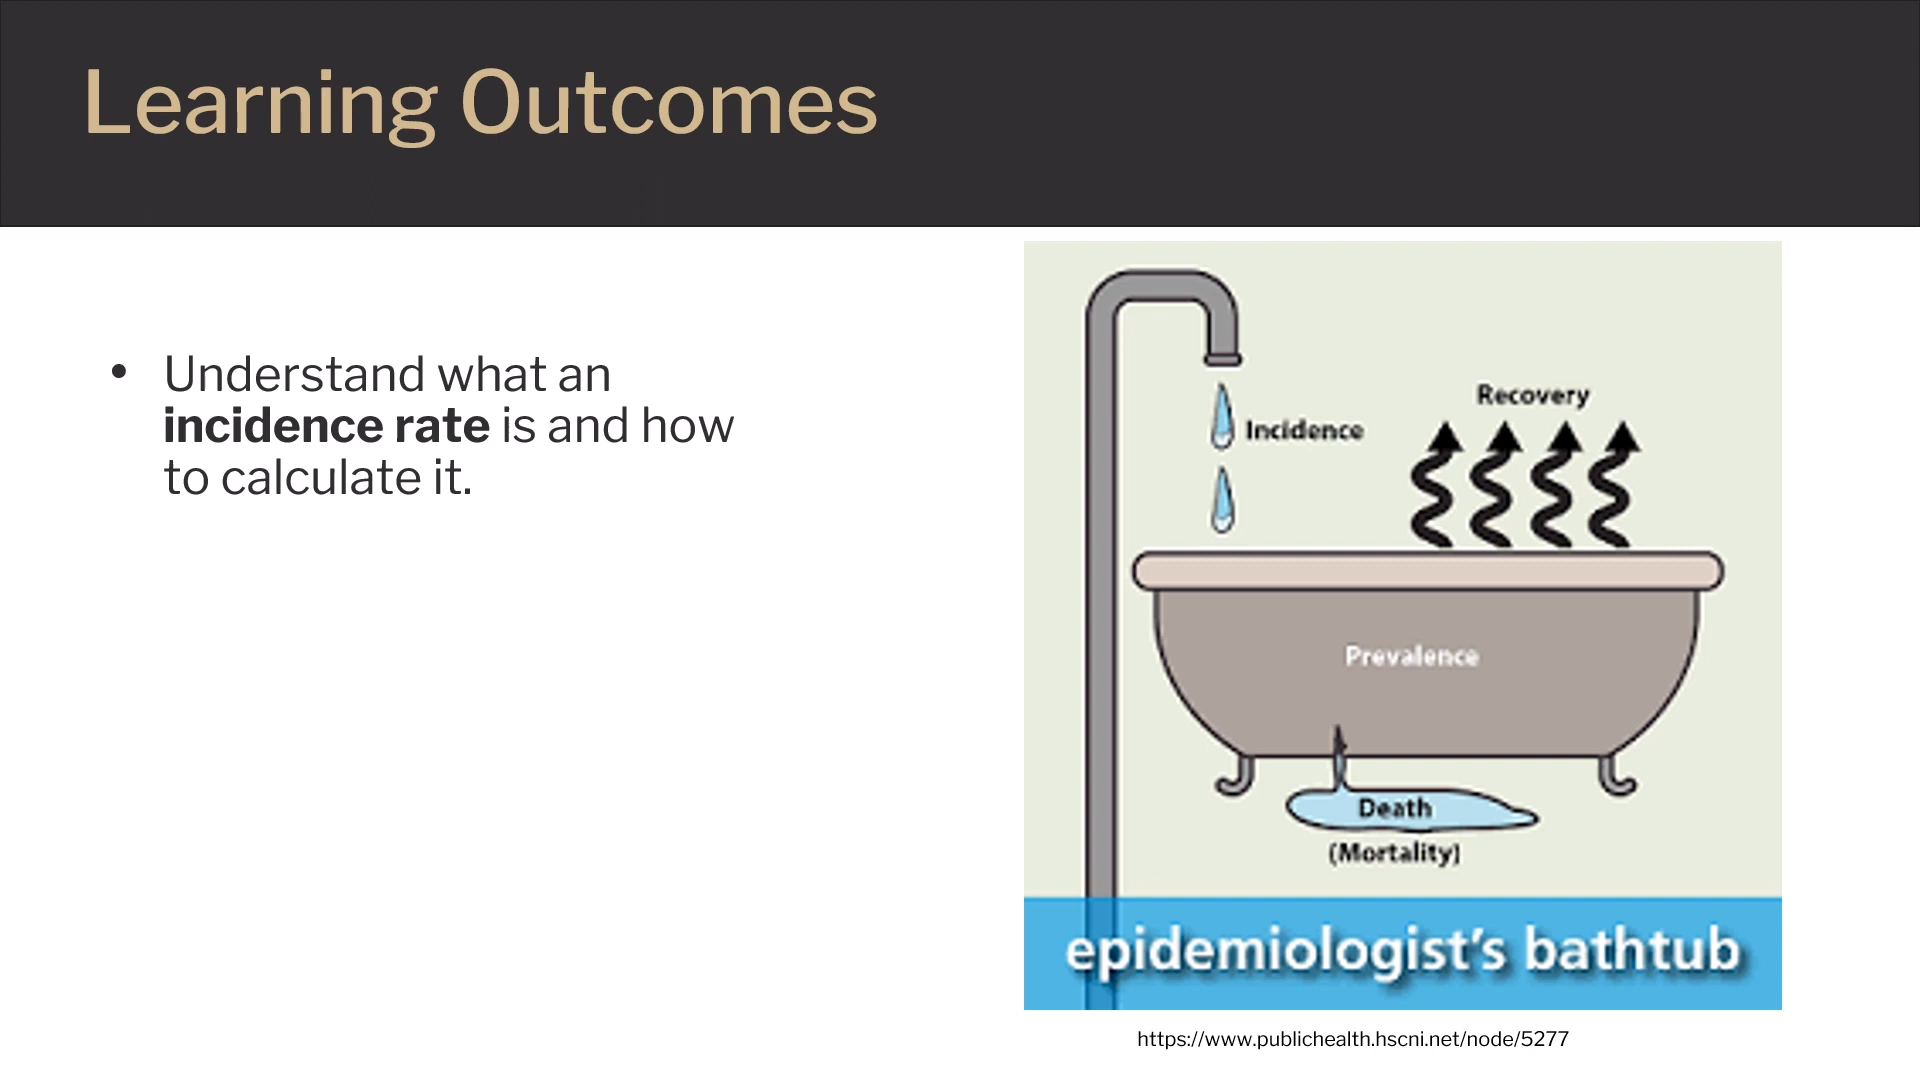 Learning Outcomes
• Understand what an
incidence rate is and how
to calculate it.
Recovery
Incidence
Prevalence
Death
(Mortality)
epidemiologist's bathtub
https://www.publichealth.hscni.net/node/5277